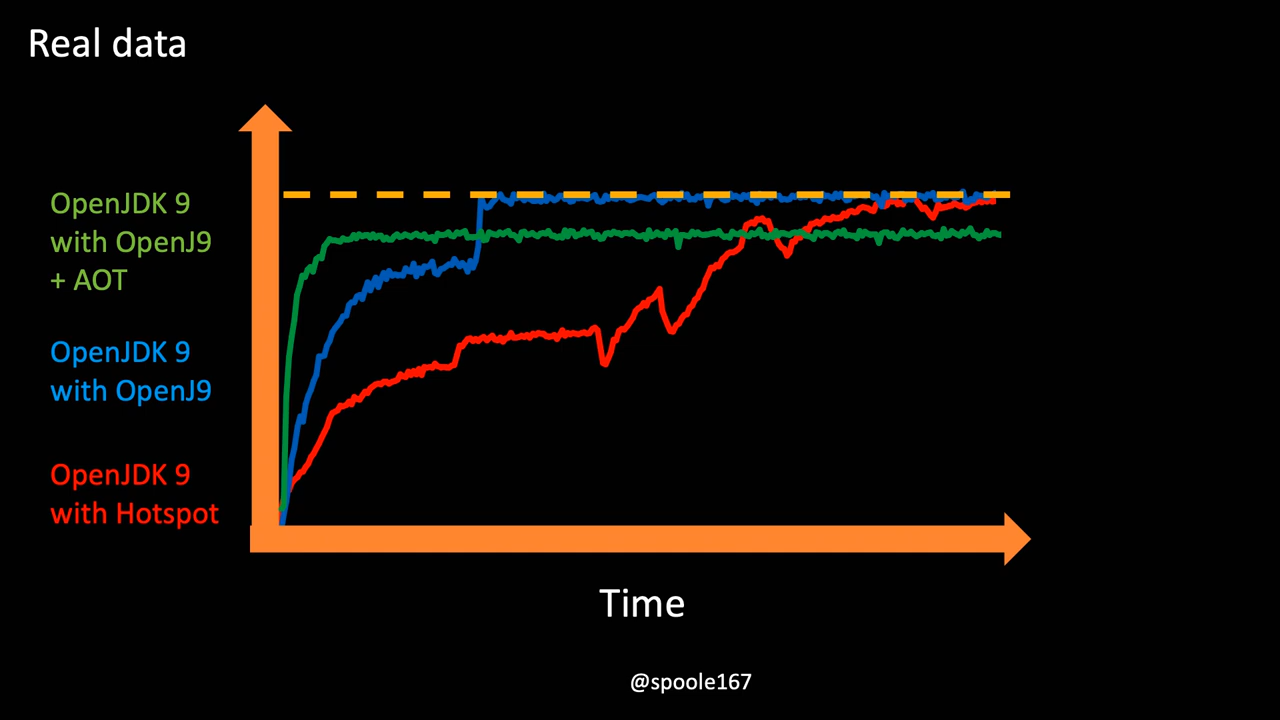 Real data
OpenJDK 9
with OpenJ9
+ AOT
OpenJDK 9
with OpenJ9
OpenJDK 9
with Hotspot
Time
@spoole167